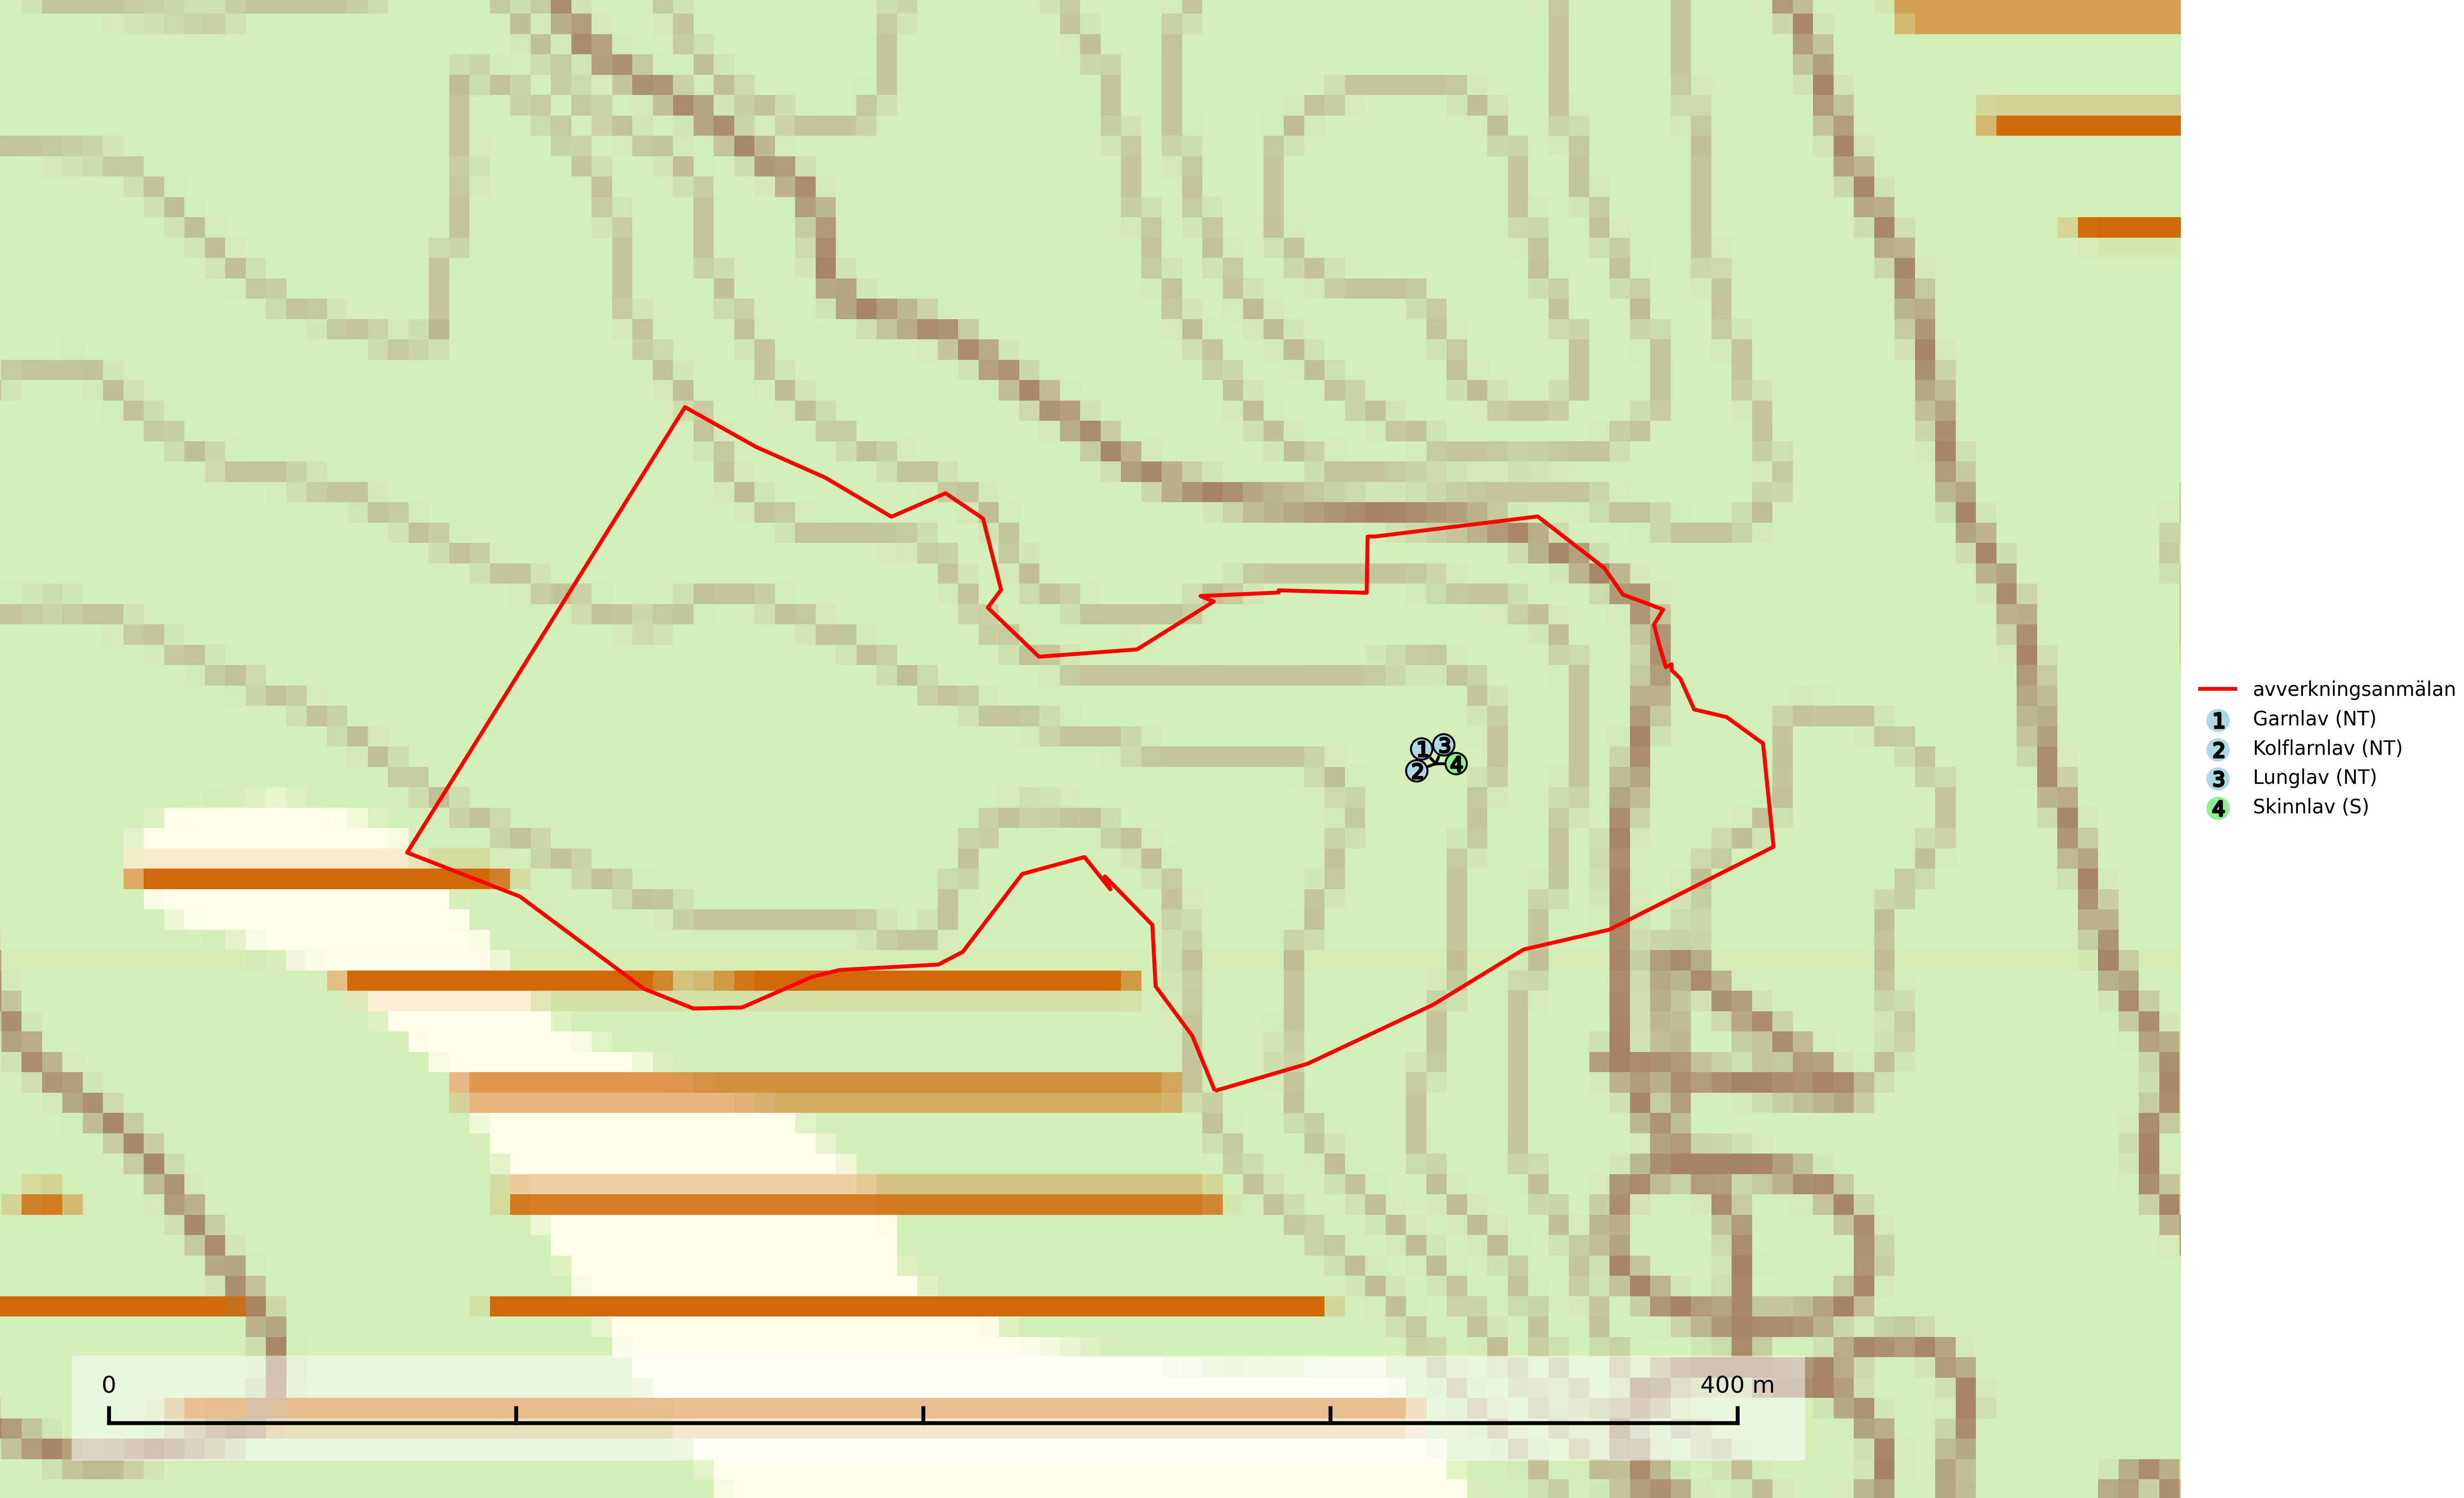 avverkningsanmälan
1 Garnlav (NT)
2 Kolflarnlav (NT)
3 Lunglav (NT)
4 Skinnlav (S)
1 3
2 4
0 400 m